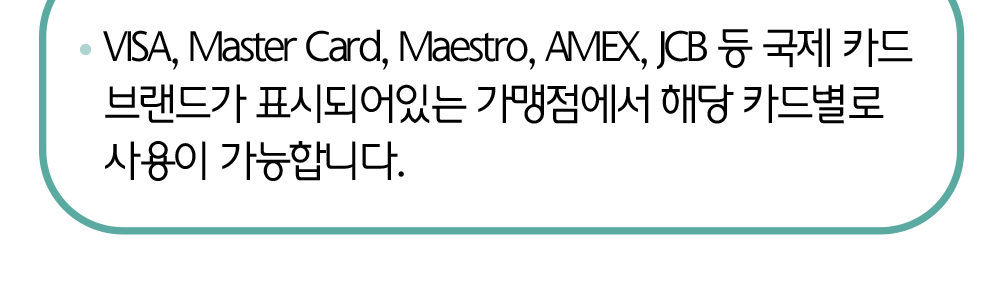 • VISA, Master Card, Maestro, AMEX, JCB 등 국제 카드
브랜드가 표시되어있는 가맹점에서 해당 카드별로
사용이 가능합니다.